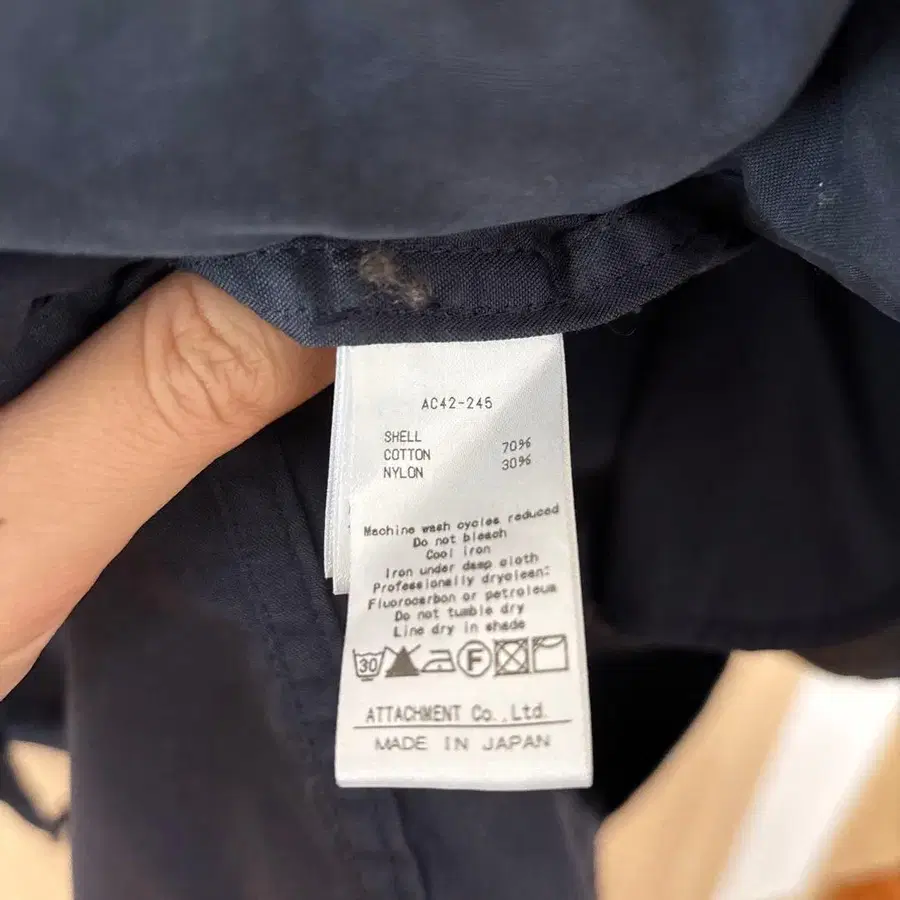 AC42-245
SHELL
COTTON 70%
NYLON 30%
Machine wash cycles reduced
Do not bleach
Cool iron
Iron under damp cloth
Professionally dryclean:
Fluorocarbon or petroleum
Do not tumble dry
Line dry in shade
30 F
ATTACHMENT Co.,Ltd.
MADE IN JAPAN